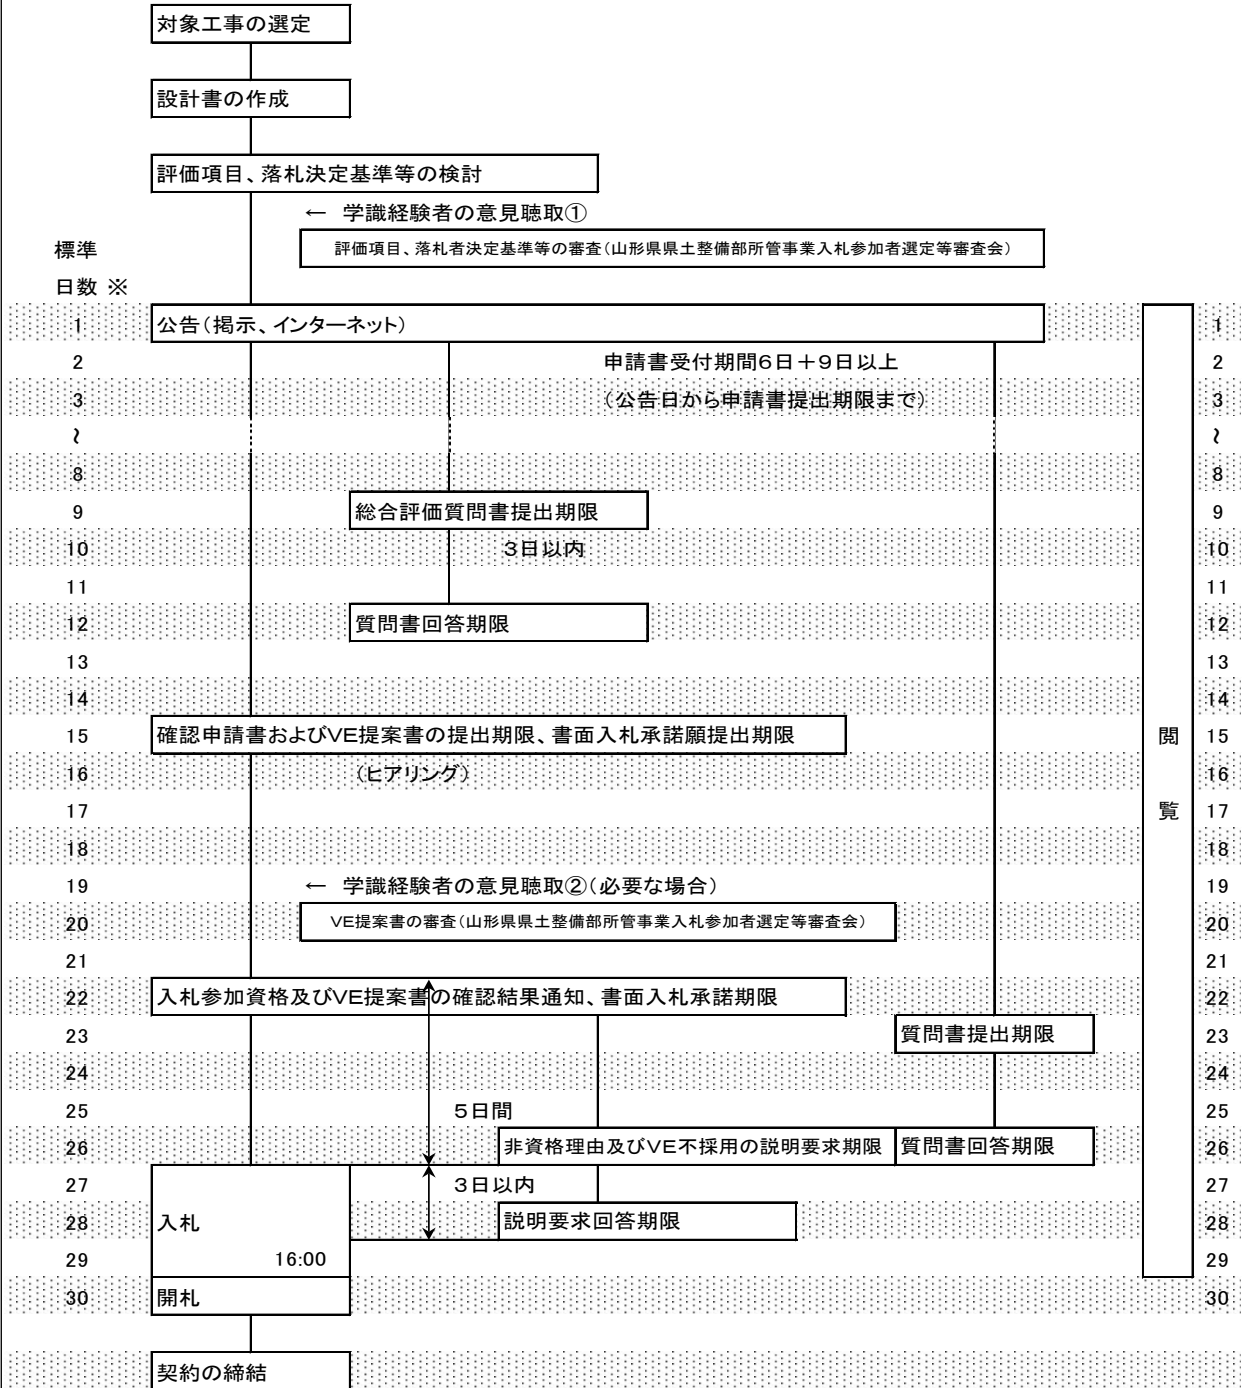 対象工事の選定
設計書の作成
評価項目、落札決定基準等の検討
← 学識経験者の意見聴取①
標準
評価項目、落札者決定基準等の審査(山形県県土整備部所管事業入札参加者選定等審査会)
日数 ※
1 公告(掲示、インターネット) 1
2 申請書受付期間6日+9日以上 2
3 (公告日から申請書提出期限まで) 3
~ ~
8 8
9 総合評価質問書提出期限 9
10 3日以内 10
11 11
12 質問書回答期限 12
13 13
14 14
15 確認申請書およびVE提案書の提出期限、書面入札承諾願提出期限 閲 15
16 (ヒアリング) 16
17 覧 17
18 18
19 ← 学識経験者の意見聴取②(必要な場合) 19
20 VE提案書の審査(山形県県土整備部所管事業入札参加者選定等審査会) 20
21 21
22 入札参加資格及びVE提案書の確認結果通知、書面入札承諾期限 22
23 質問書提出期限 23
24 24
25 5日間 25
26 非資格理由及びVE不採用の説明要求期限 質問書回答期限 26
27 3日以内 27
28 入札 説明要求回答期限 28
29 16:00 29
30 開札 30
契約の締結